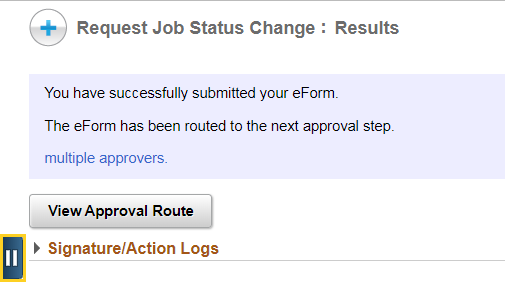 Request Job Status Change : Results
You have successfully submitted your eForm.
The eForm has been routed to the next approval step.
multiple approvers.
View Approval Route
Signature/Action Logs